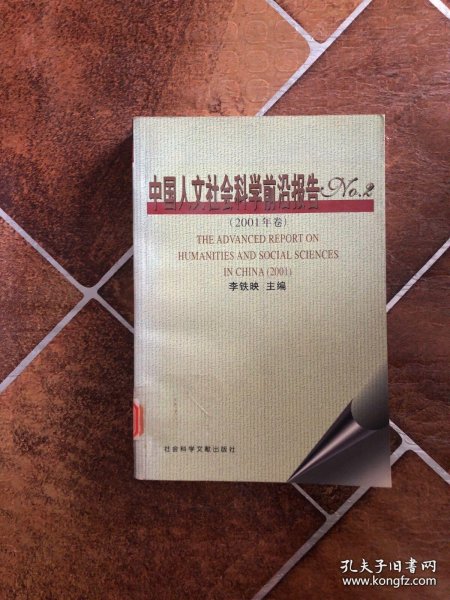 中国人文社会科学前沿报告 No.2
(2001年卷)
THE ADVANCED REPORT ON
HUMANITIES AND SOCIAL SCIENCES
IN CHINA (2001)
李铁映 主编
社会科学文献出版社
孔夫子旧书网
www.kongfz.com